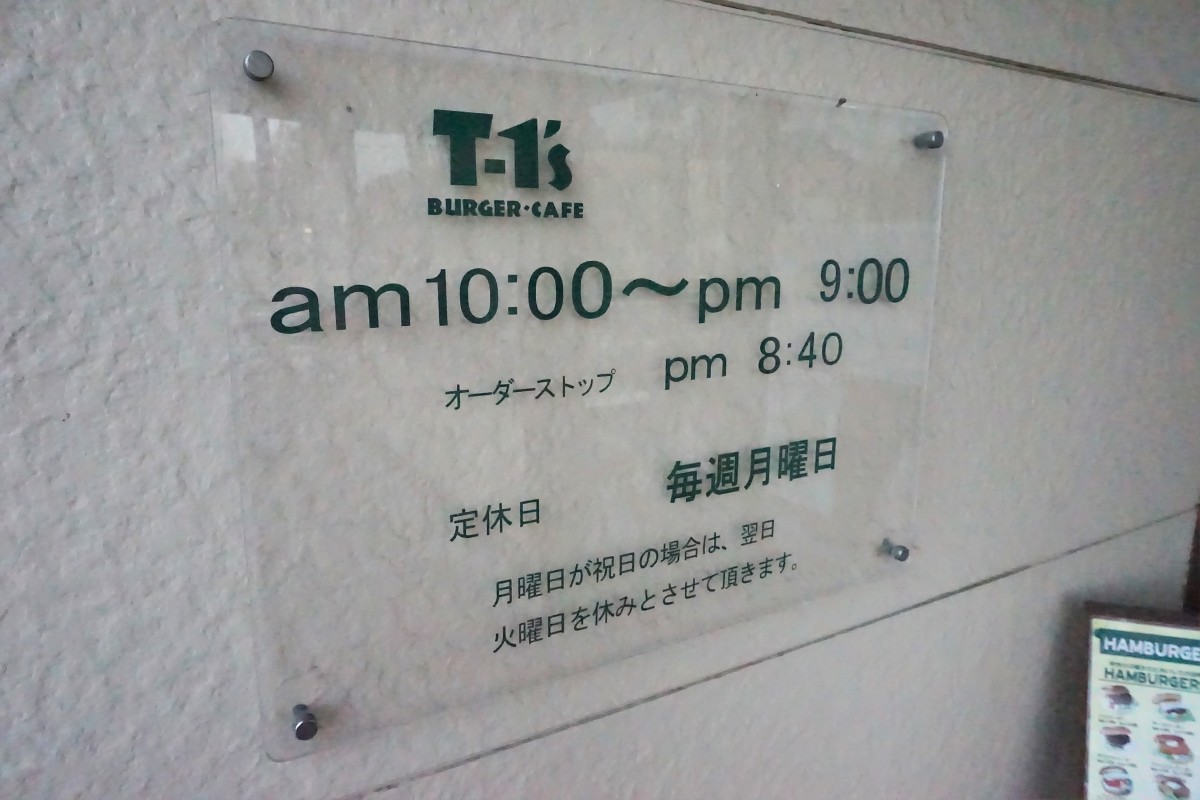 T-1's
BURGER・CAFE
am10:00〜pm 9:00
オーダーストップ pm 8:40
定休日 毎週月曜日
月曜日が祝日の場合は、翌日
火曜日を休みとさせて頂きます。
HAMBURGE
HAMBURGER